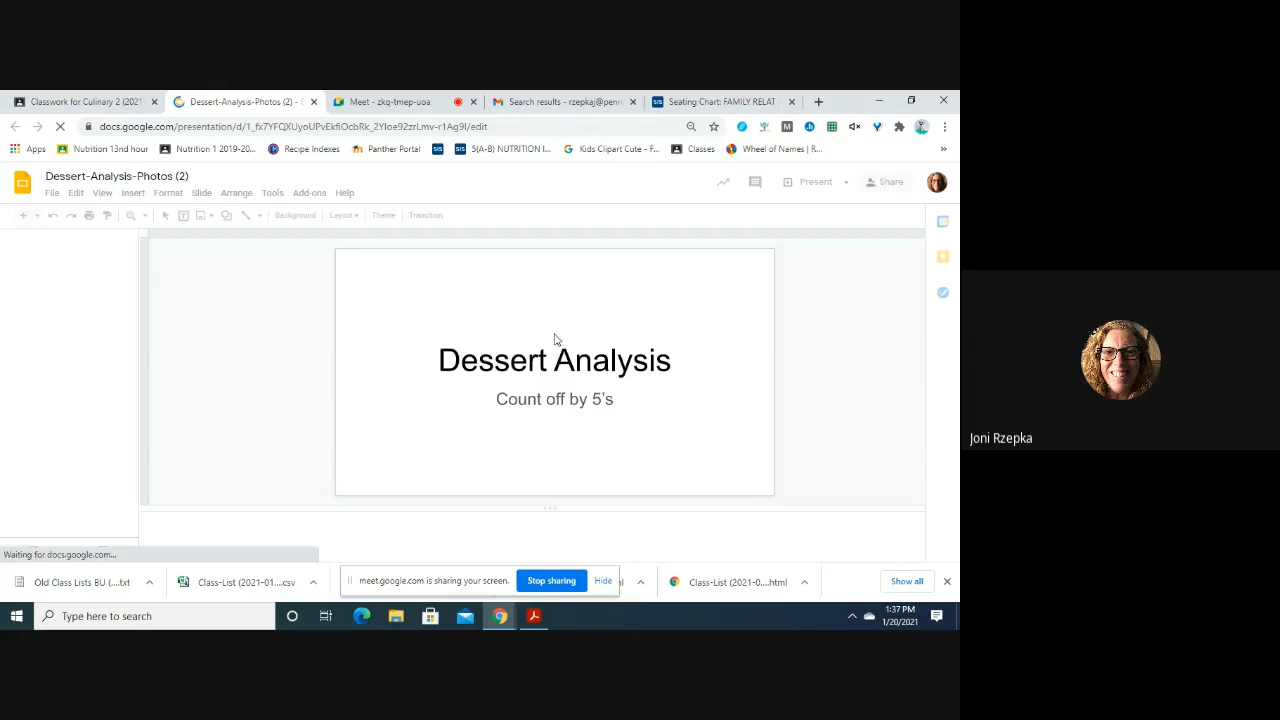 Classwork for Culinary 2 (2021
Dessert-Analysis-Photos (2) - G
Meet - zkq-tmep-uoa
Search results - rzepkaj@penn
SIS
Seating Chart: FAMILY RELAT
docs.google.com/presentation/d/1_fx7YFQXUyoUPvEkfiOcbRk_2YIoe92zrLmv-r1Ag9I/edit
Apps
Nutrition 13nd hour
Nutrition 1 2019-20...
Recipe Indexes
Panther Portal
SIS
SIS
5(A-B) NUTRITION I...
Kids Clipart Cute - F...
Classes
Wheel of Names | R...
»
Dessert-Analysis-Photos (2)
File Edit View Insert Format Slide Arrange Tools Add-ons Help
Present
Share
Background Layout Theme Transition
Dessert Analysis
Count off by 5's
Joni Rzepka
Waiting for docs.google.com...
Old Class Lists BU (....txt
Class-List (2021-01....csv
meet.google.com is sharing your screen.
Stop sharing
Hide
Class-List (2021-0....html
Show all
Type here to search
1:37 PM
1/20/2021